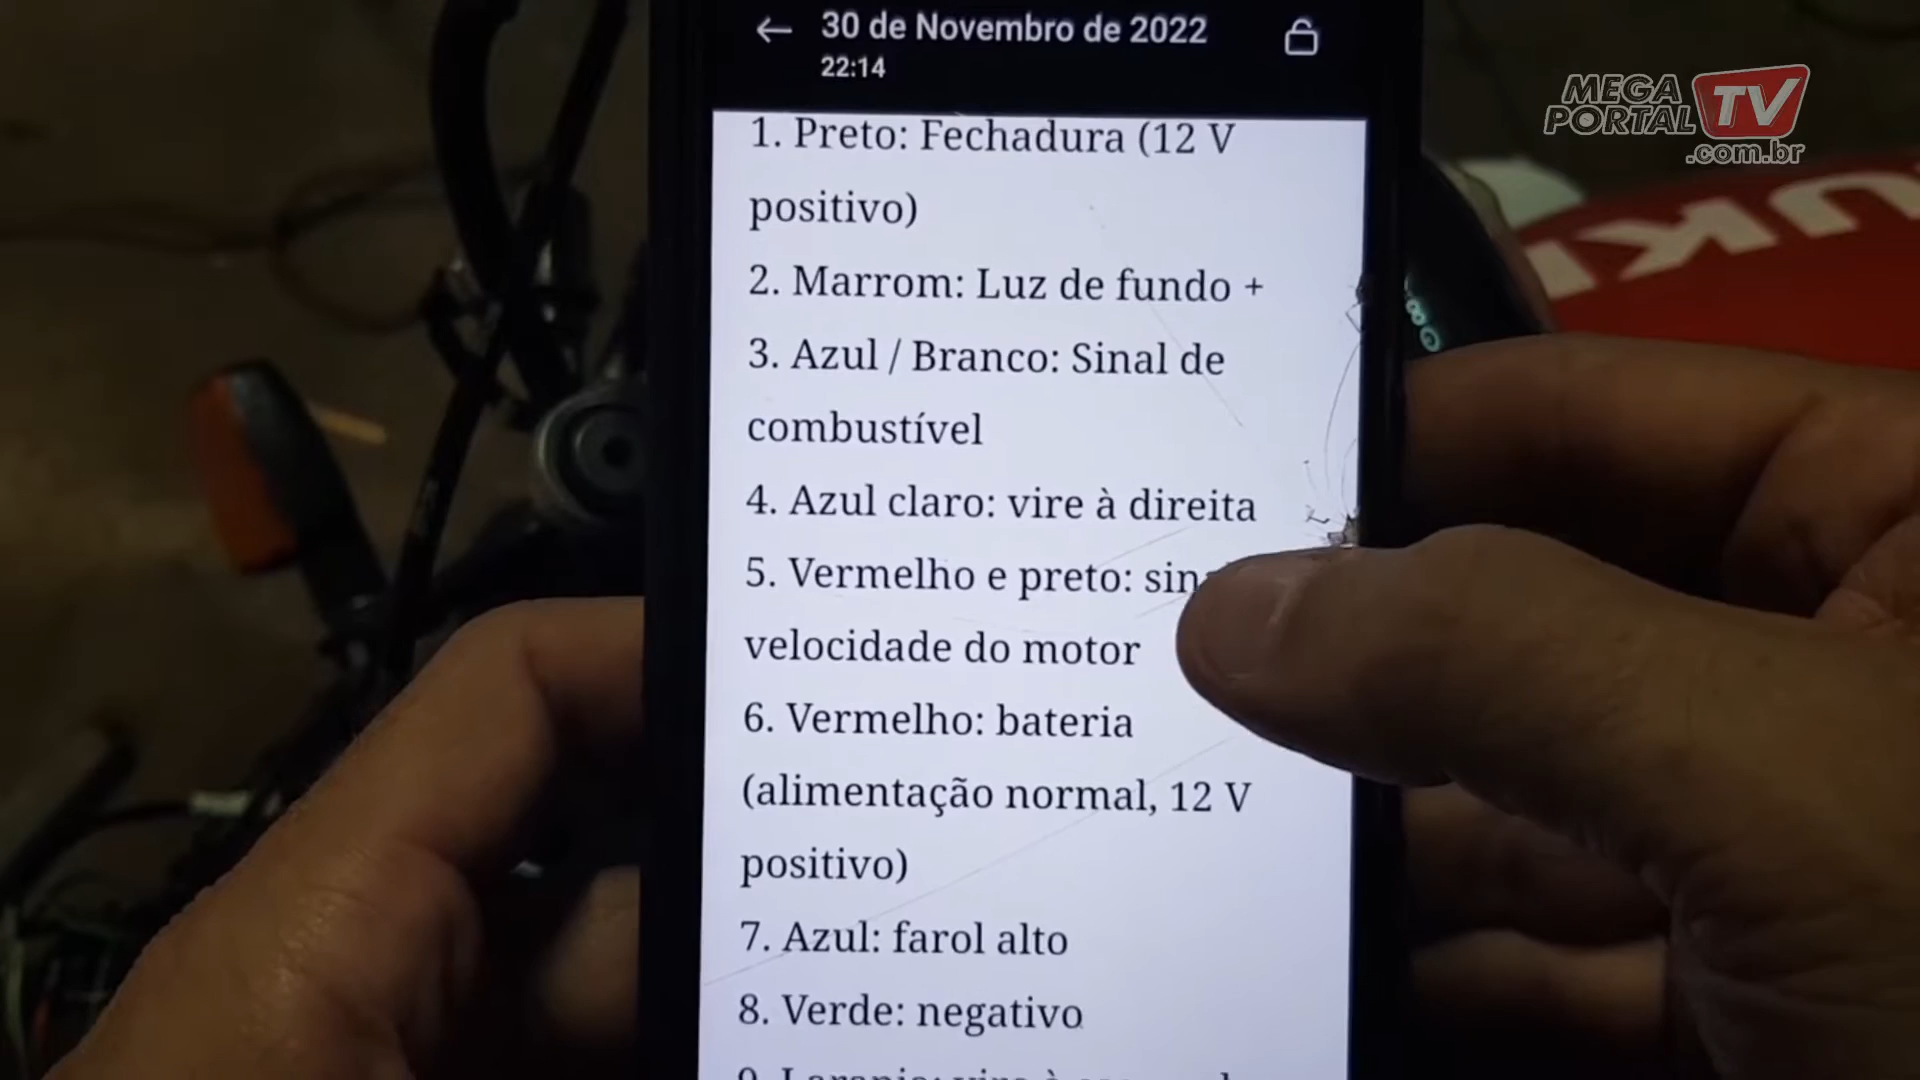 30 de Novembro de 2022
22:14
MEGA
PORTAL TV
.com.br
1. Preto: Fechadura (12 V
positivo)
2. Marrom: Luz de fundo +
3. Azul / Branco: Sinal de
combustível
4. Azul claro: vire à direita
5. Vermelho e preto:
velocidade do motor
6. Vermelho: bateria
(alimentação normal, 12 V
positivo)
7. Azul: farol alto
8. Verde: negativo